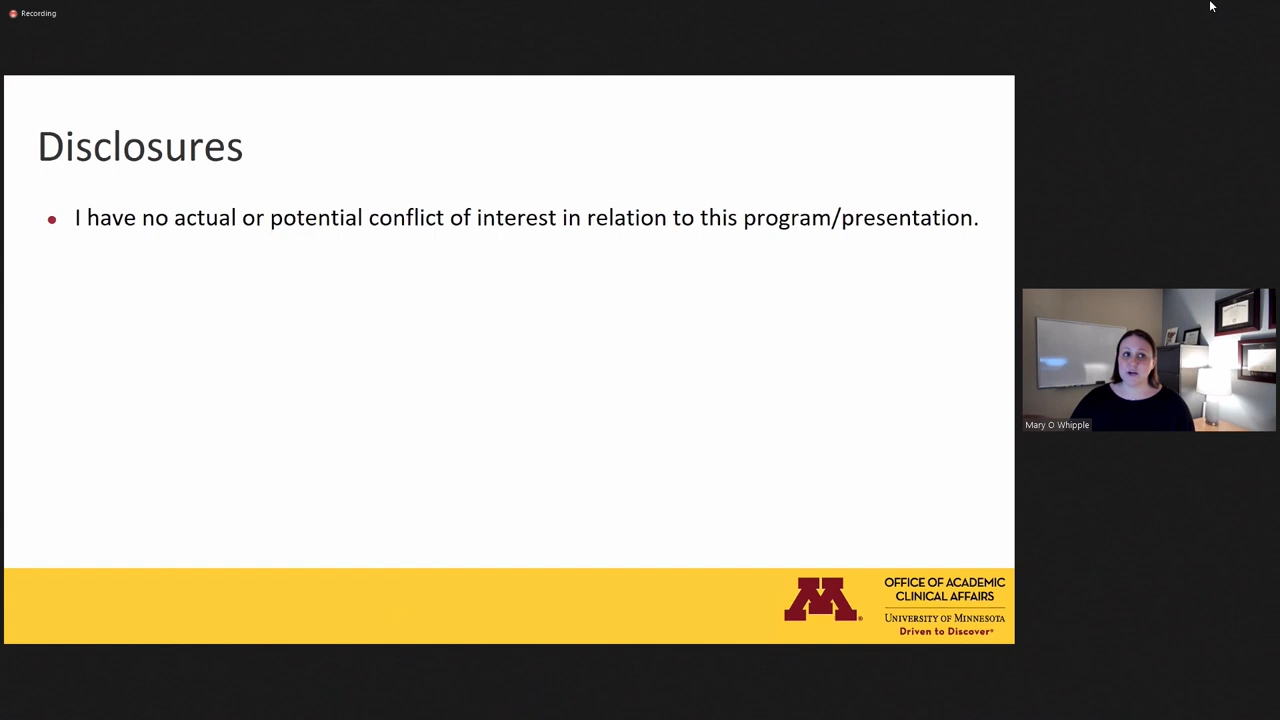 Recording
Disclosures
• I have no actual or potential conflict of interest in relation to this program/presentation.
Mary O Whipple
M®
OFFICE OF ACADEMIC
CLINICAL AFFAIRS
UNIVERSITY OF MINNESOTA
Driven to Discover®